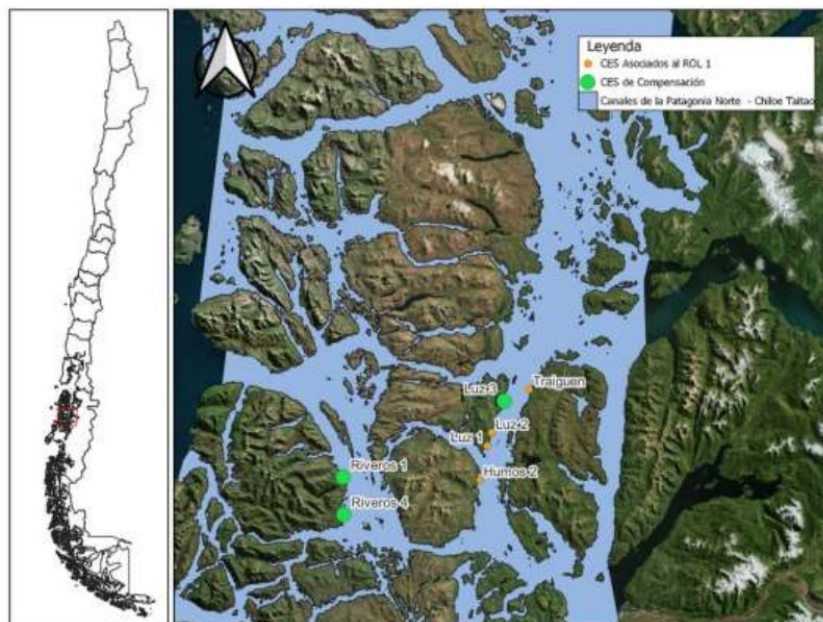 Leyenda
CES Asociados al ROL 1
CES de Compensación
Canales de la Patagonia Norte - Chiloe Taitao
Traiguen
Luz 3
Luz 2
Luz 1
Humos 2
Riveros 1
Riveros 4